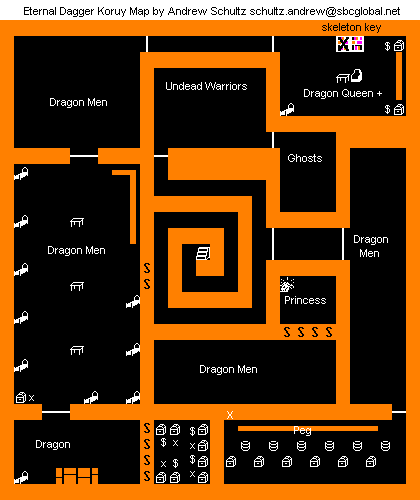 Eternal Dagger Koruy Map by Andrew Schultz schultz.andrew@sbcglobal.net
skeleton key
X
$
Undead Warriors
Dragon Queen +
Dragon Men
$
Ghosts
Dragon Men
Dragon
Men
S
S
Princess
S S S S
Dragon Men
x
X
S $
Peg
$ x x
Dragon
S
x $
S x $